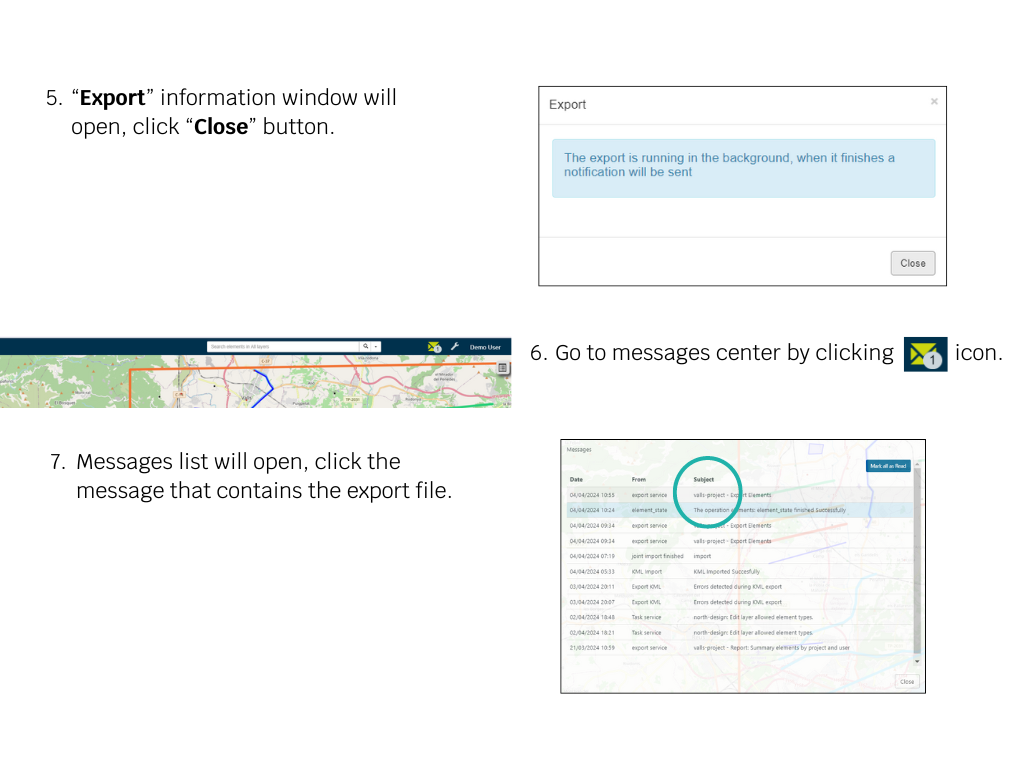 5. “Export” information window will
open, click “Close” button.
Export ×
The export is running in the background, when it finishes a
notification will be sent
Close
Search elements in All layers
1
Demo User
6. Go to messages center by clicking 1 icon.
7. Messages list will open, click the
message that contains the export file.
Messages
Mark all as Read
Date From Subject
04/04/2024 10:55 export service valls-project - Export Elements
04/04/2024 10:24 element_state The operation elements: element_state finished Successfully
04/04/2024 09:34 export service valls-project - Export Elements
04/04/2024 09:34 export service valls-project - Export Elements
04/04/2024 07:19 joint import finished import
04/04/2024 03:33 KML Import KML Imported Succesfully
03/04/2024 20:11 Export KML Errors detected during KML export
03/04/2024 20:07 Export KML Errors detected during KML export
02/04/2024 18:48 Task service north-design: Edit layer allowed element types.
02/04/2024 18:21 Task service north-design: Edit layer allowed element types.
21/03/2024 10:59 export service valls-project - Report: Summary elements by project and user
Close